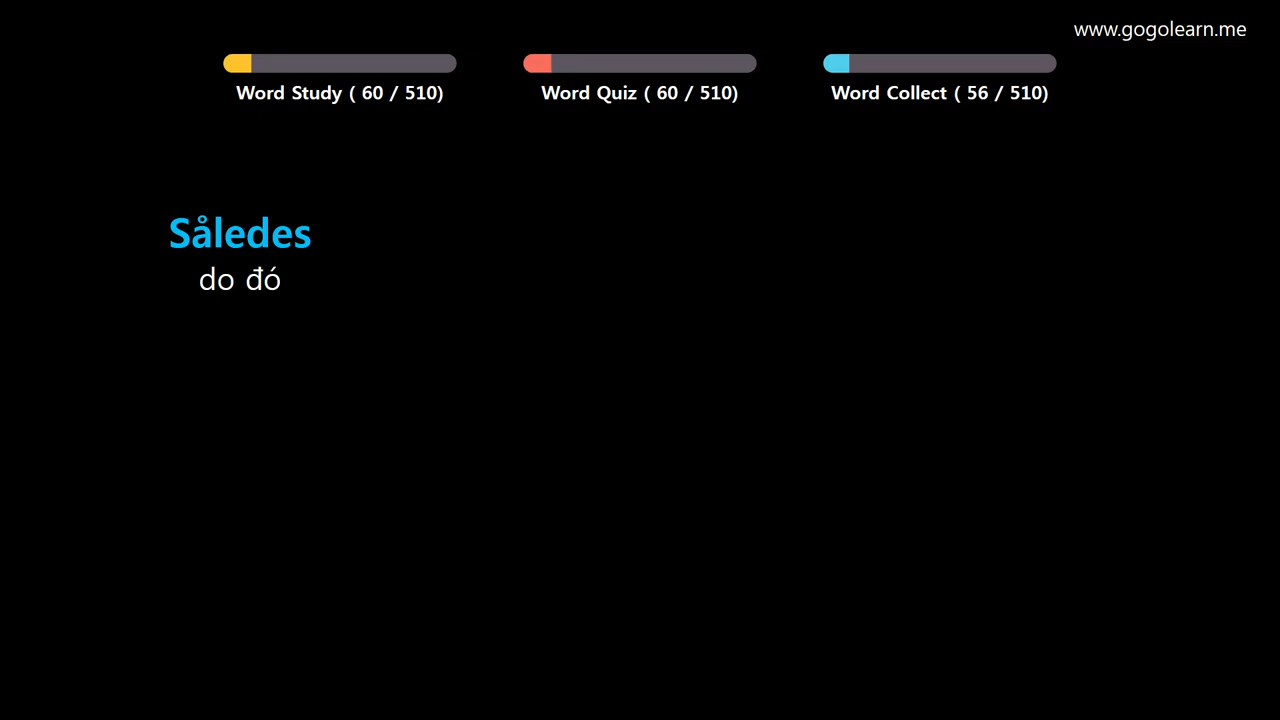 www.gogolearn.me
Word Study ( 60 / 510)
Word Quiz ( 60 / 510)
Word Collect ( 56 / 510)
Således
do đó